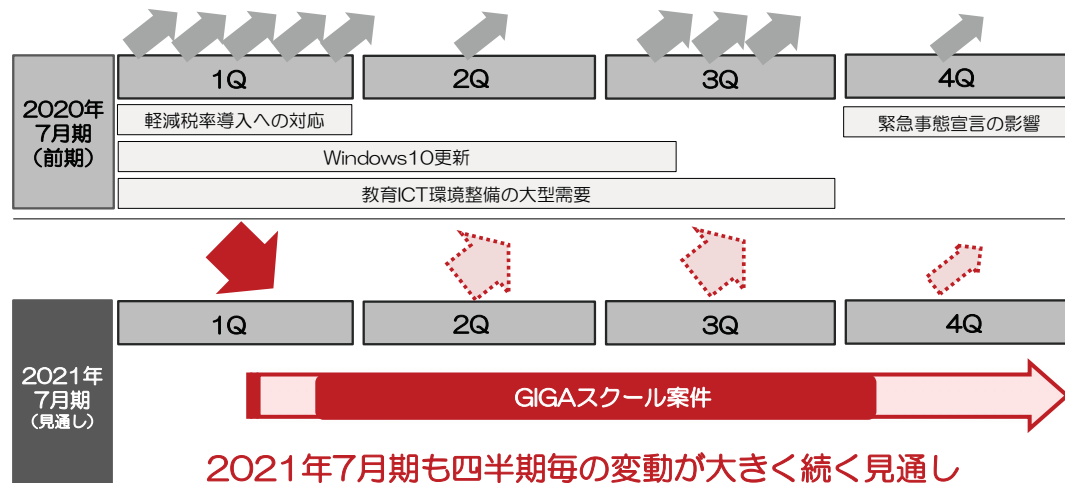 1Q
2Q
3Q
4Q
2020年
7月期
（前期）
軽減税率導入への対応
緊急事態宣言の影響
Windows10更新
教育ICT環境整備の大型需要
1Q
2Q
3Q
4Q
2021年
7月期
（見通し）
GIGAスクール案件
2021年7月期も四半期毎の変動が大きく続く見通し